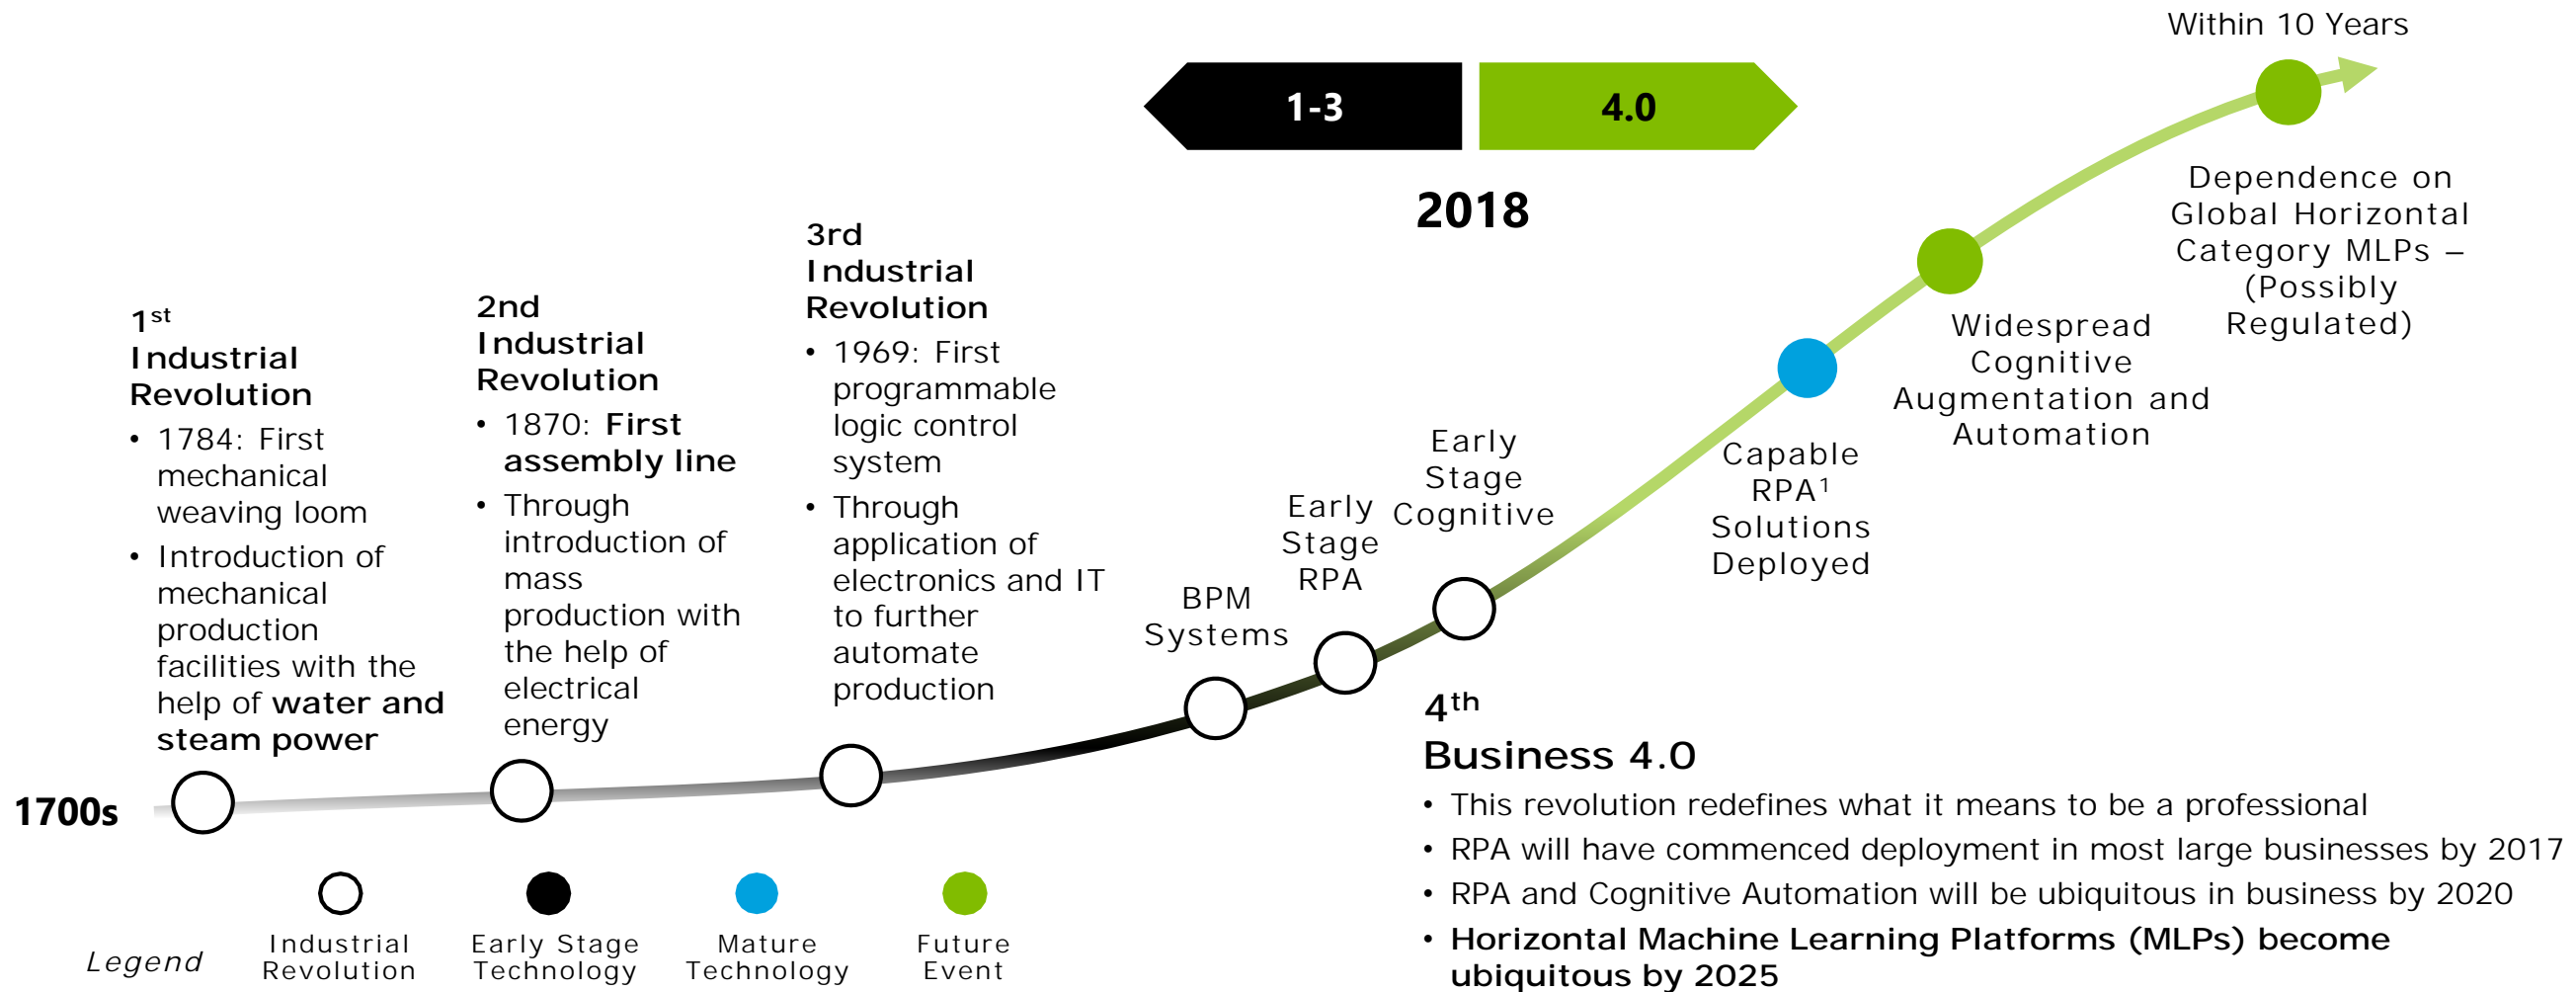 Within 10 Years
1-3
4.0
2018
1st
Industrial
Revolution
• 1784: First
mechanical
weaving loom
• Introduction of
mechanical
production
facilities with the
help of water and
steam power
2nd
Industrial
Revolution
• 1870: First
assembly line
• Through
introduction of
mass
production with
the help of
electrical
energy
3rd
Industrial
Revolution
• 1969: First
programmable
logic control
system
• Through
application of
electronics and IT
to further
automate
production
BPM
Systems
Early
Stage
RPA
Early
Stage
Cognitive
Capable
RPA¹
Solutions
Deployed
Widespread
Cognitive
Augmentation and
Automation
Dependence on
Global Horizontal
Category MLPs –
(Possibly
Regulated)
1700s
4th
Business 4.0
• This revolution redefines what it means to be a professional
• RPA will have commenced deployment in most large businesses by 2017
• RPA and Cognitive Automation will be ubiquitous in business by 2020
• Horizontal Machine Learning Platforms (MLPs) become
ubiquitous by 2025
Legend
Industrial
Revolution
Early Stage
Technology
Mature
Technology
Future
Event